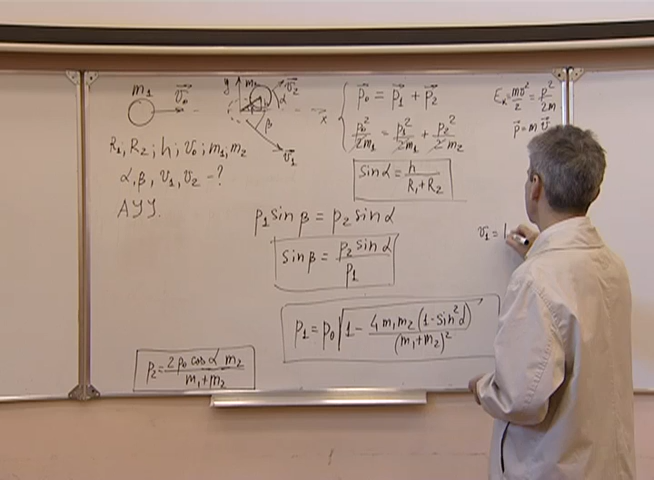 m₁ v⃗₀
y m₂ v⃗₂ α β v⃗₁ x⃗
R₁; R₂; h; v₀; m₁, m₂
α, β, v₁, v₂ - ?
АУУ.
p⃗₀ = p⃗₁ + p⃗₂
p₀²/2m₁ = p₁²/2m₁ + p₂²/2m₂
sin α = h/(R₁+R₂)
p₁ sin β = p₂ sin α
sin β = p₂ sin α/p₁
p₁ = p₀ √(1 - 4m₁m₂(1-sin²α)/(m₁+m₂)²)
p₂ = 2p₀ cos α m₂/(m₁+m₂)
Eₖ = mv²/2 = p²/2m
p⃗ = m v⃗
v₁ =